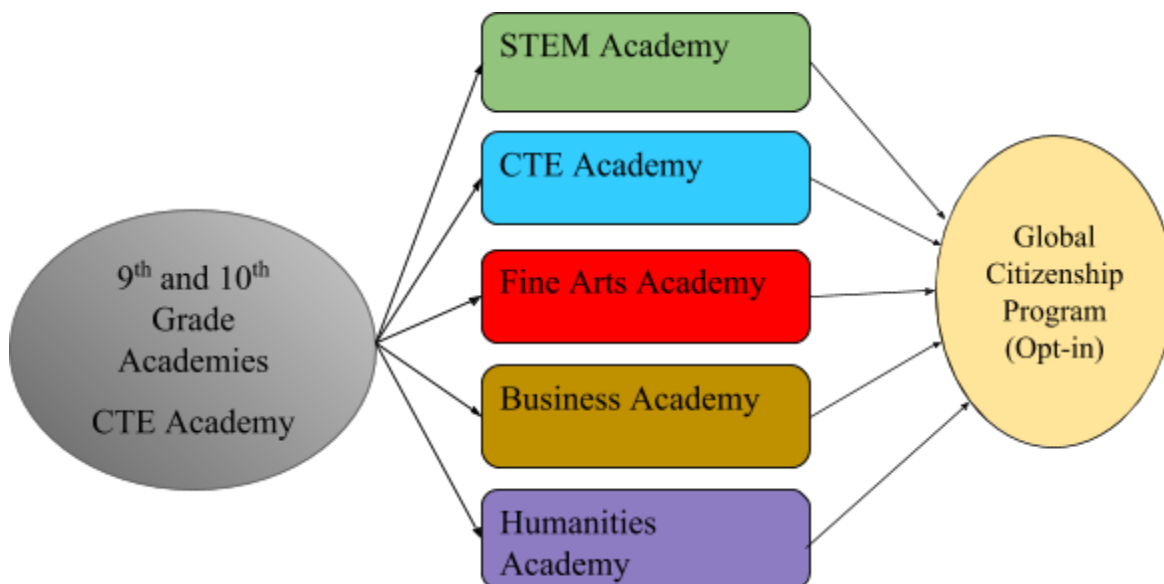 9th and 10th
Grade
Academies
CTE Academy
STEM Academy
CTE Academy
Fine Arts Academy
Business Academy
Humanities
Academy
Global
Citizenship
Program
(Opt-in)